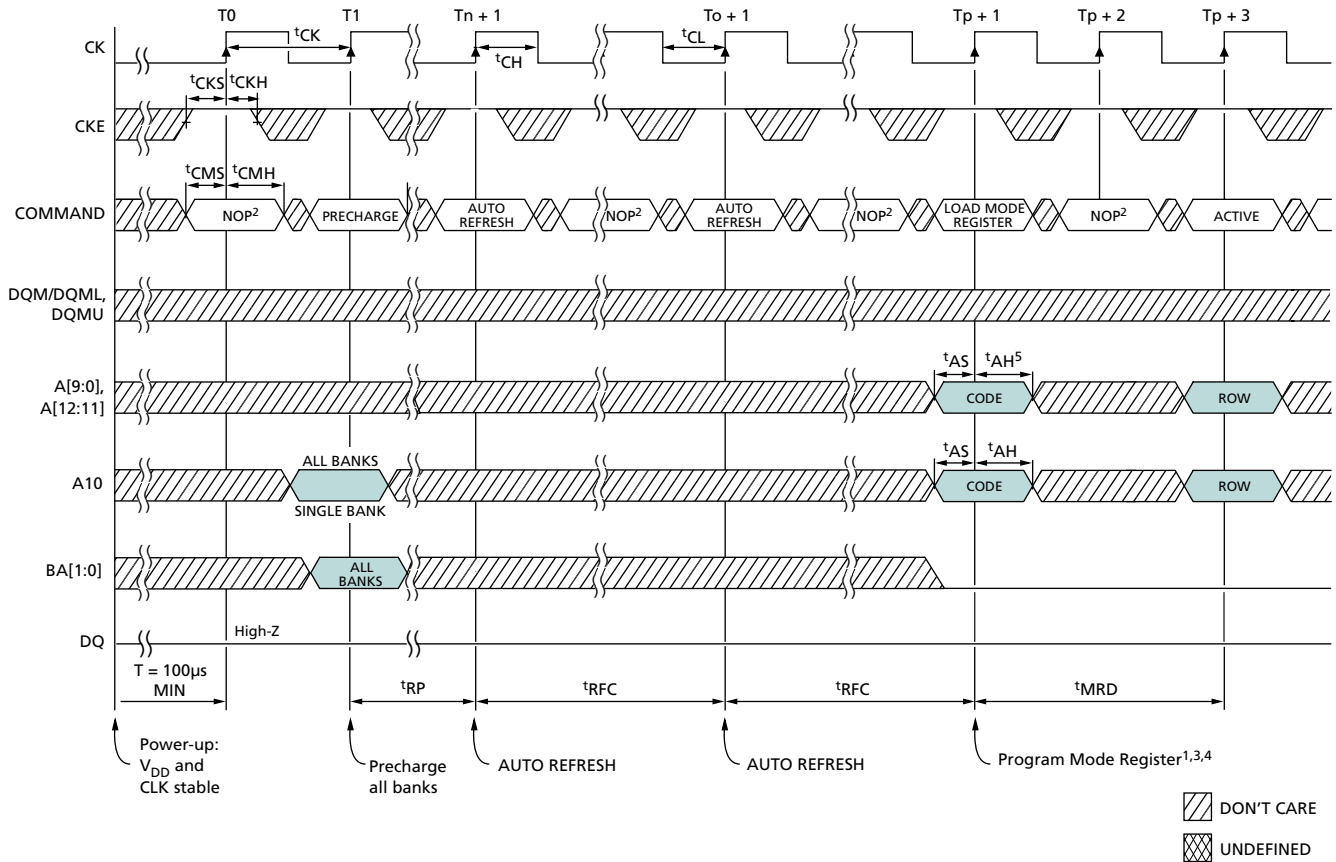 T0 T1 Tn + 1 To + 1 Tp + 1 Tp + 2 Tp + 3
CK
tCK
tCH
tCL
tCKS tCKH
CKE
tCMS tCMH
COMMAND
NOP2
PRECHARGE
AUTO
REFRESH
NOP2
AUTO
REFRESH
NOP2
LOAD MODE
REGISTER
NOP2
ACTIVE
DQM/DQML,
DQMU
A[9:0],
A[12:11]
tAS tAH5
CODE
ROW
A10
ALL BANKS
SINGLE BANK
tAS tAH
CODE
ROW
BA[1:0]
ALL
BANKS
DQ
High-Z
T = 100µs
MIN
tRP
tRFC
tRFC
tMRD
Power-up:
VDD and
CLK stable
Precharge
all banks
AUTO REFRESH
AUTO REFRESH
Program Mode Register1,3,4
DON'T CARE
UNDEFINED